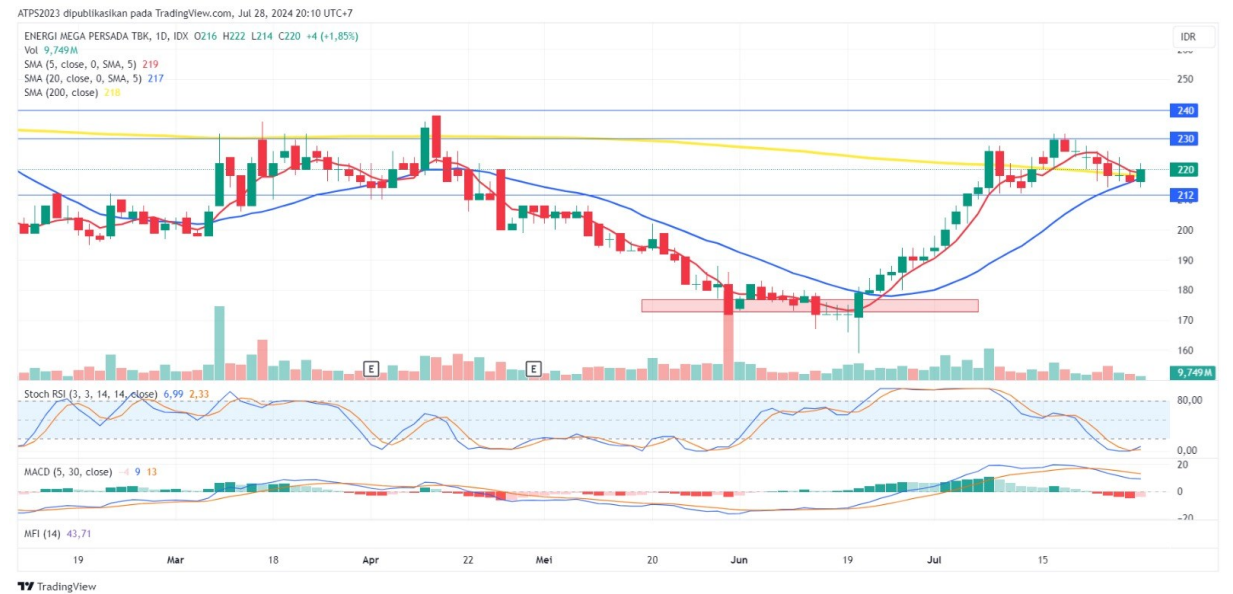 ATPS2023 dipublikasikan pada TradingView.com, Jul 28, 2024 20:10 UTC+7
ENERGI MEGA PERSADA TBK, 1D, IDX O216 H222 L214 C220 +4 (+1,85%)
IDR
Vol 9,749M
SMA (5, close, 0, SMA, 5) 219
SMA (20, close, 0, SMA, 5) 217
SMA (200, close) 218
250
240
230
220
212
200
190
180
170
160
E E
9,749M
Stoch RSI (3, 3, 14, 14, close) 6,99 2,33
80,00
0,00
MACD (5, 30, close) −4 9 13
20
0
−20
MFI (14) 43,71
19 Mar 18 Apr 22 Mei 20 Jun 19 Jul 15
TradingView